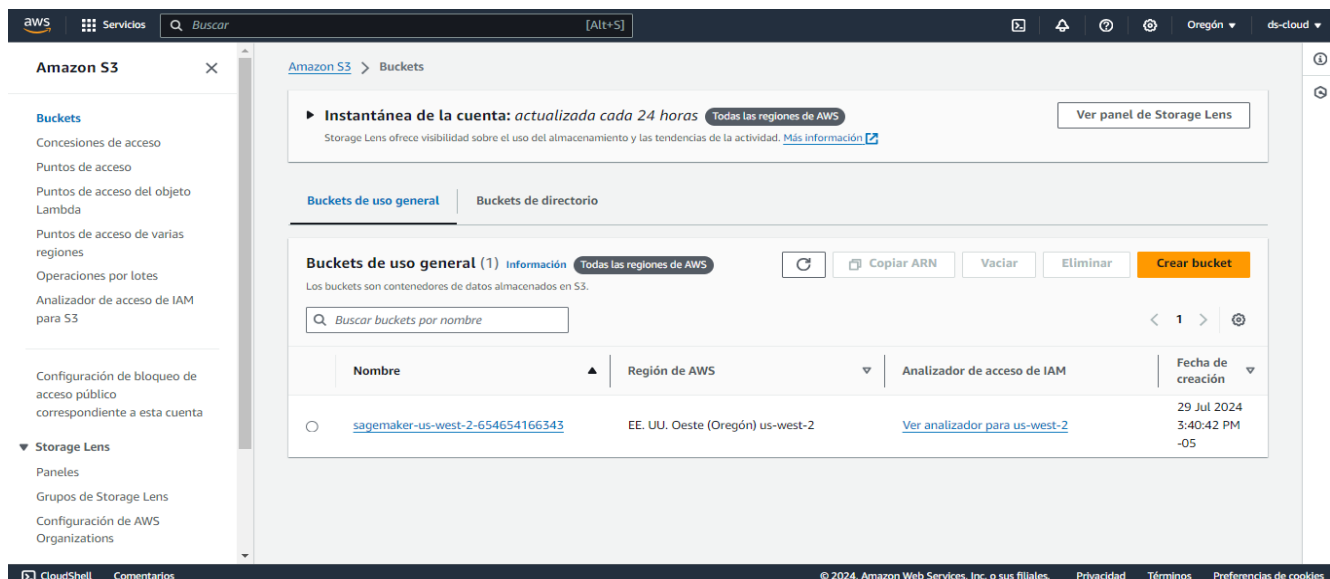 aws Servicios Buscar [Alt+S] Oregón ds-cloud
Amazon S3
Buckets
Concesiones de acceso
Puntos de acceso
Puntos de acceso del objeto
Lambda
Puntos de acceso de varias
regiones
Operaciones por lotes
Analizador de acceso de IAM
para S3
Configuración de bloqueo de
acceso público
correspondiente a esta cuenta
Storage Lens
Paneles
Grupos de Storage Lens
Configuración de AWS
Organizations
Amazon S3 > Buckets
Instantánea de la cuenta: actualizada cada 24 horas Todas las regiones de AWS
Ver panel de Storage Lens
Storage Lens ofrece visibilidad sobre el uso del almacenamiento y las tendencias de la actividad. Más información
Buckets de uso general Buckets de directorio
Buckets de uso general (1) Información Todas las regiones de AWS
Copiar ARN Vaciar Eliminar Crear bucket
Los buckets son contenedores de datos almacenados en S3.
Buscar buckets por nombre
< 1 >
Nombre Región de AWS Analizador de acceso de IAM Fecha de
creación
sagemaker-us-west-2-654654166343 EE. UU. Oeste (Oregón) us-west-2 Ver analizador para us-west-2 29 Jul 2024
3:40:42 PM
-05
CloudShell Comentarios © 2024, Amazon Web Services, Inc. o sus filiales. Privacidad Términos Preferencias de cookies